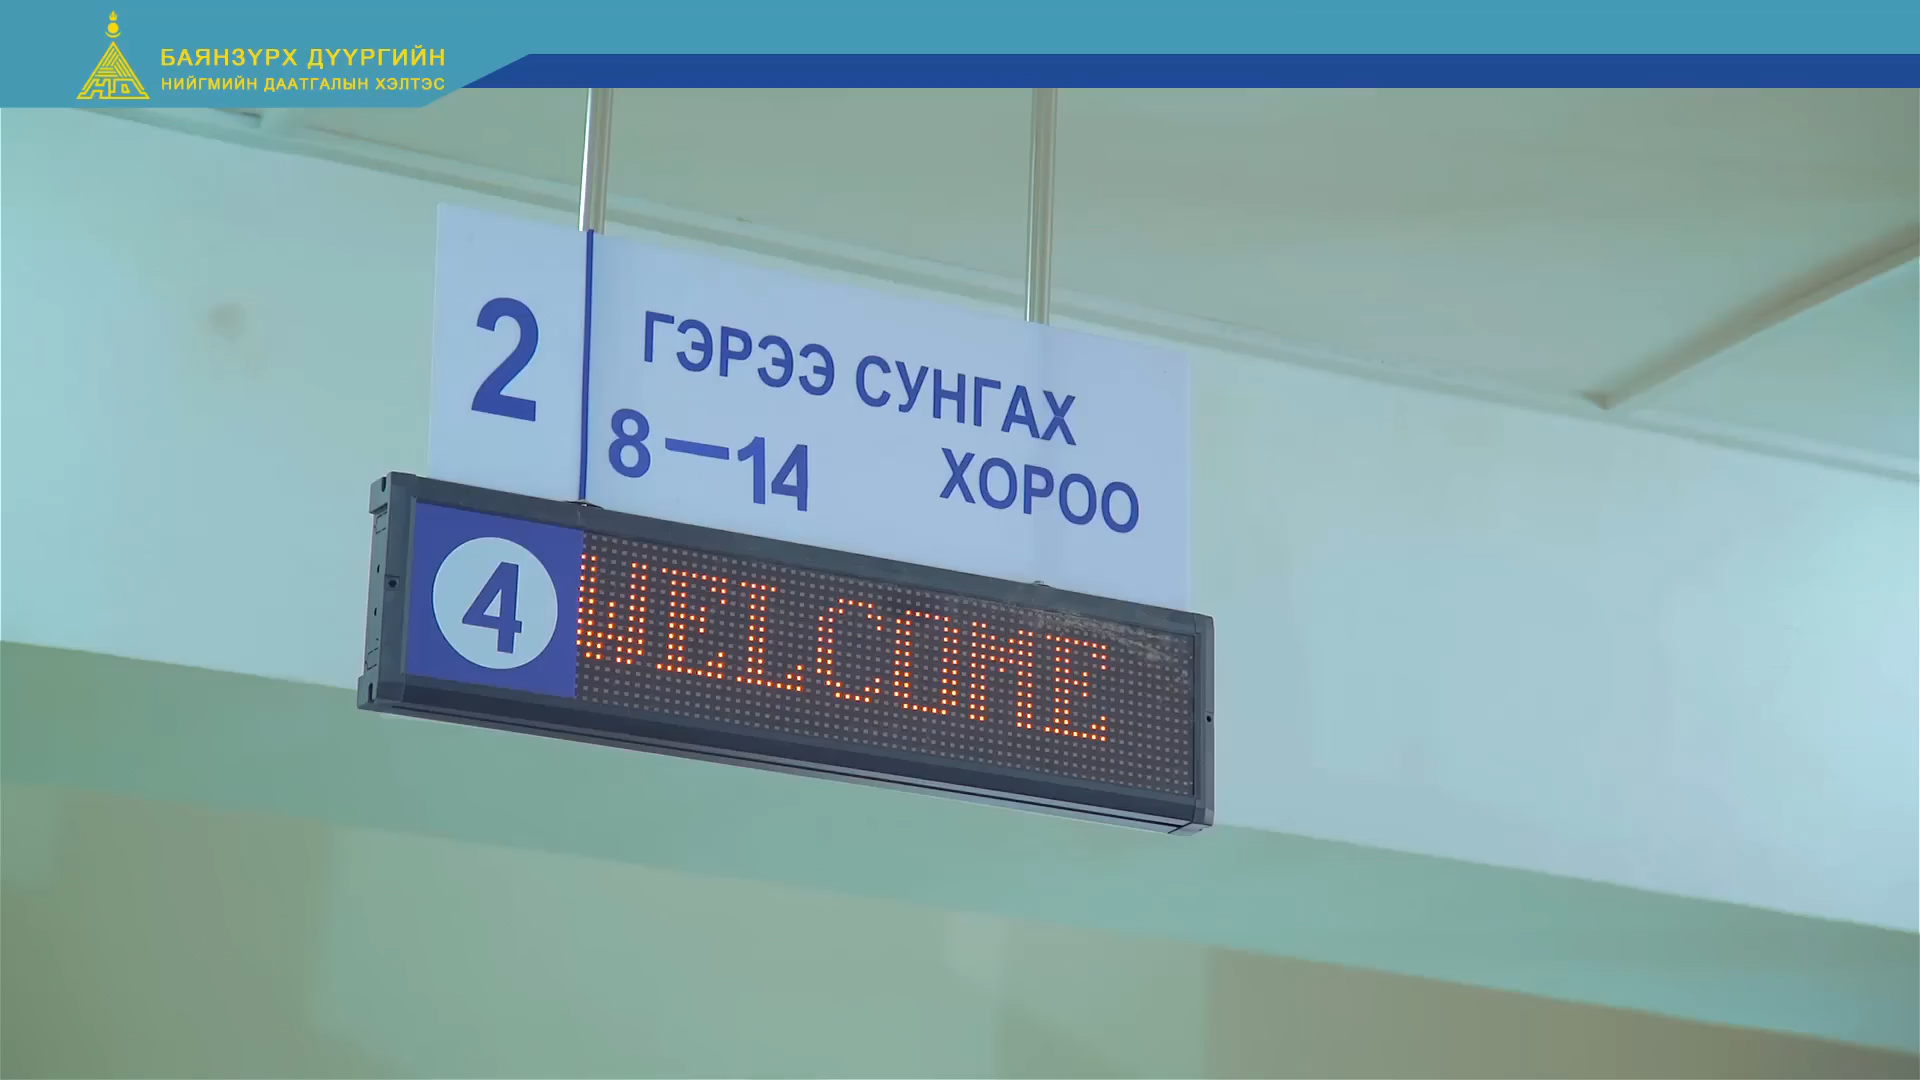 БАЯНЗҮРХ ДҮҮРГИЙН
НИЙГМИЙН ДААТГАЛЫН ХЭЛТЭС
2
ГЭРЭЭ СУНГАХ
8—14 ХОРОО
4
WELCOME